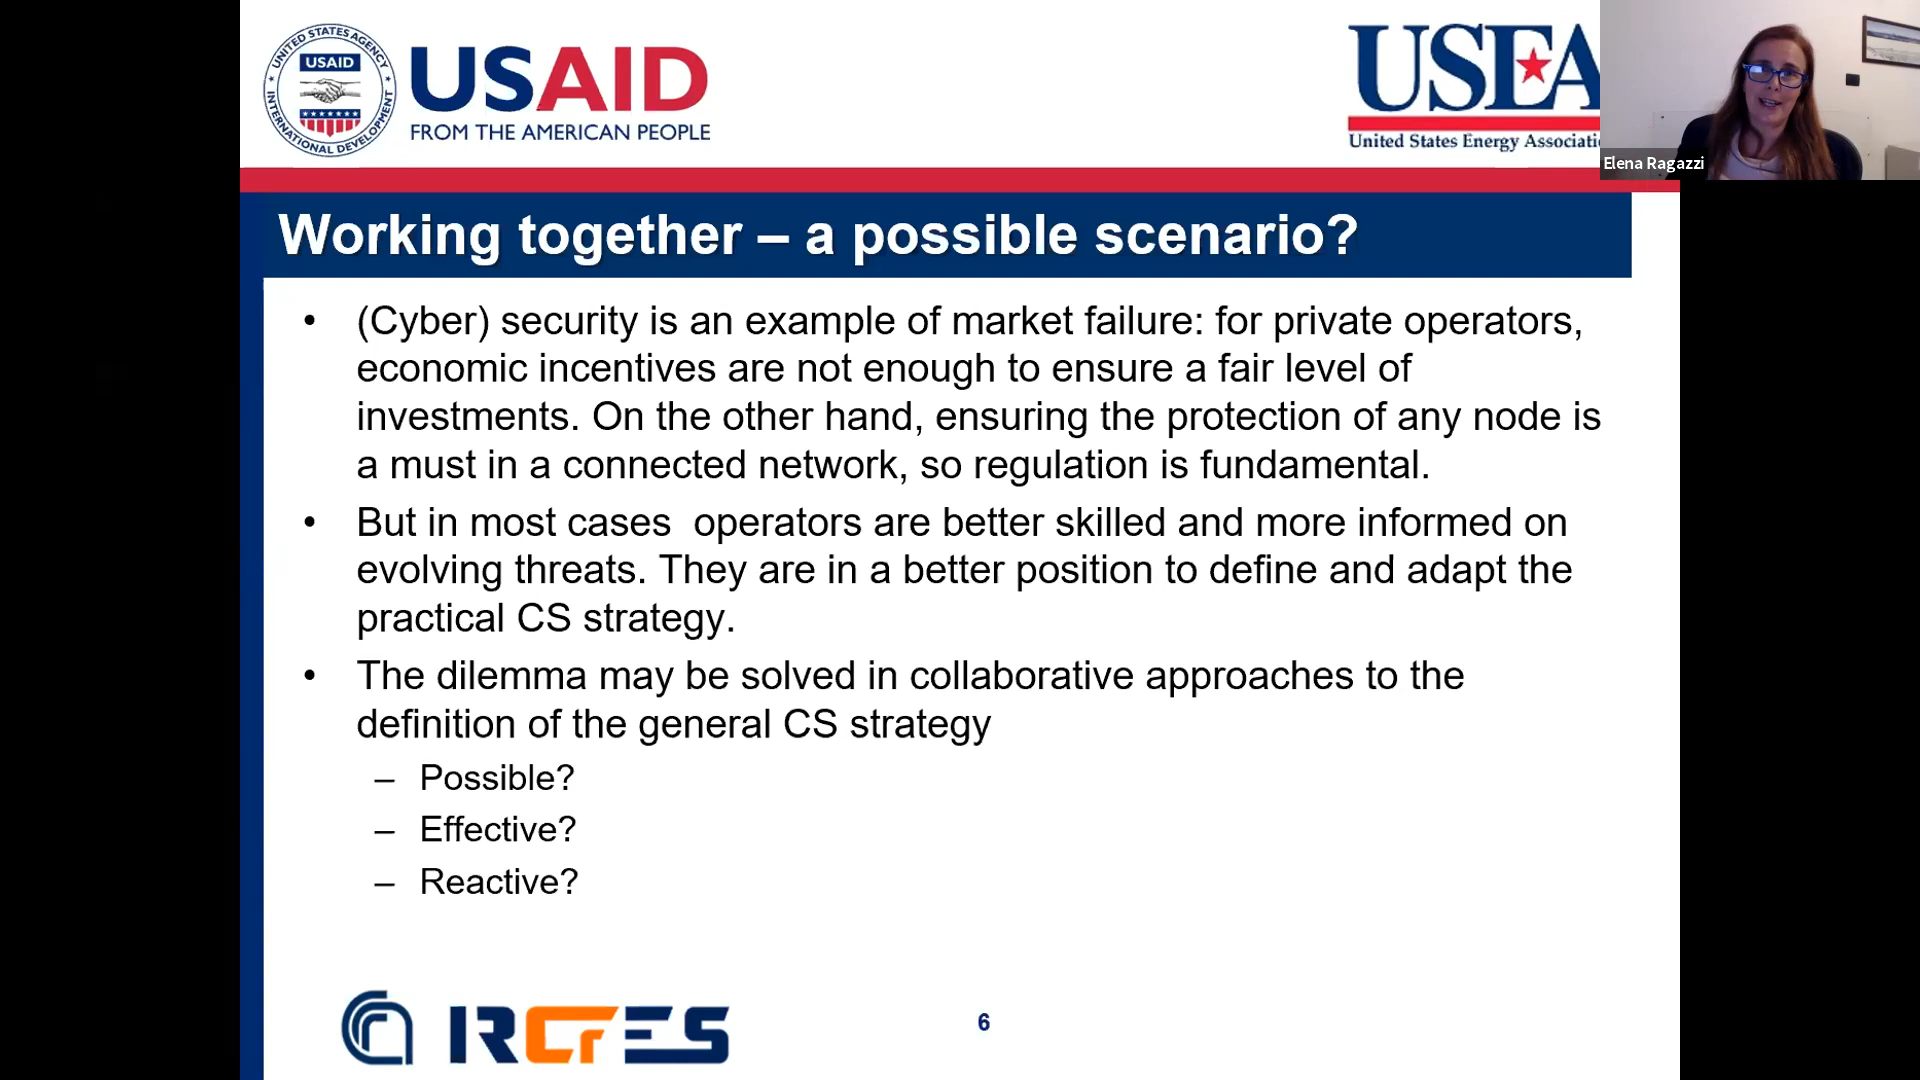 UNITED STATES AGENCY
USAID
INTERNATIONAL DEVELOPMENT
USAID
FROM THE AMERICAN PEOPLE
USEA
United States Energy Associati
Elena Ragazzi
Working together – a possible scenario?
• (Cyber) security is an example of market failure: for private operators,
economic incentives are not enough to ensure a fair level of
investments. On the other hand, ensuring the protection of any node is
a must in a connected network, so regulation is fundamental.
• But in most cases operators are better skilled and more informed on
evolving threats. They are in a better position to define and adapt the
practical CS strategy.
• The dilemma may be solved in collaborative approaches to the
definition of the general CS strategy
– Possible?
– Effective?
– Reactive?
IRCrES
6